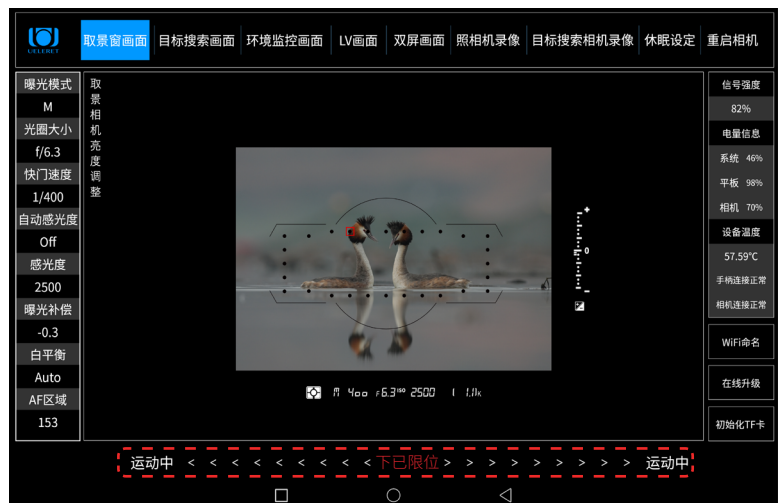 UELEBET
取景窗画面 目标搜索画面 环境监控画面 LV画面 双屏画面 照相机录像 目标搜索相机录像 休眠设定 重启相机
曝光模式
M
光圈大小
f/6.3
快门速度
1/400
自动感光度
Off
感光度
2500
曝光补偿
-0.3
白平衡
Auto
AF区域
153
取景相机亮度调整
+
0
-
M 400 F6.3 ISO 2500 [ 1.1]K
信号强度
82%
电量信息
系统 46%
平板 98%
相机 70%
设备温度
57.59℃
手柄连接正常
相机连接正常
WiFi命名
在线升级
初始化TF卡
运动中 < < < < < < < < < 下已限位 > > > > > > > > > 运动中